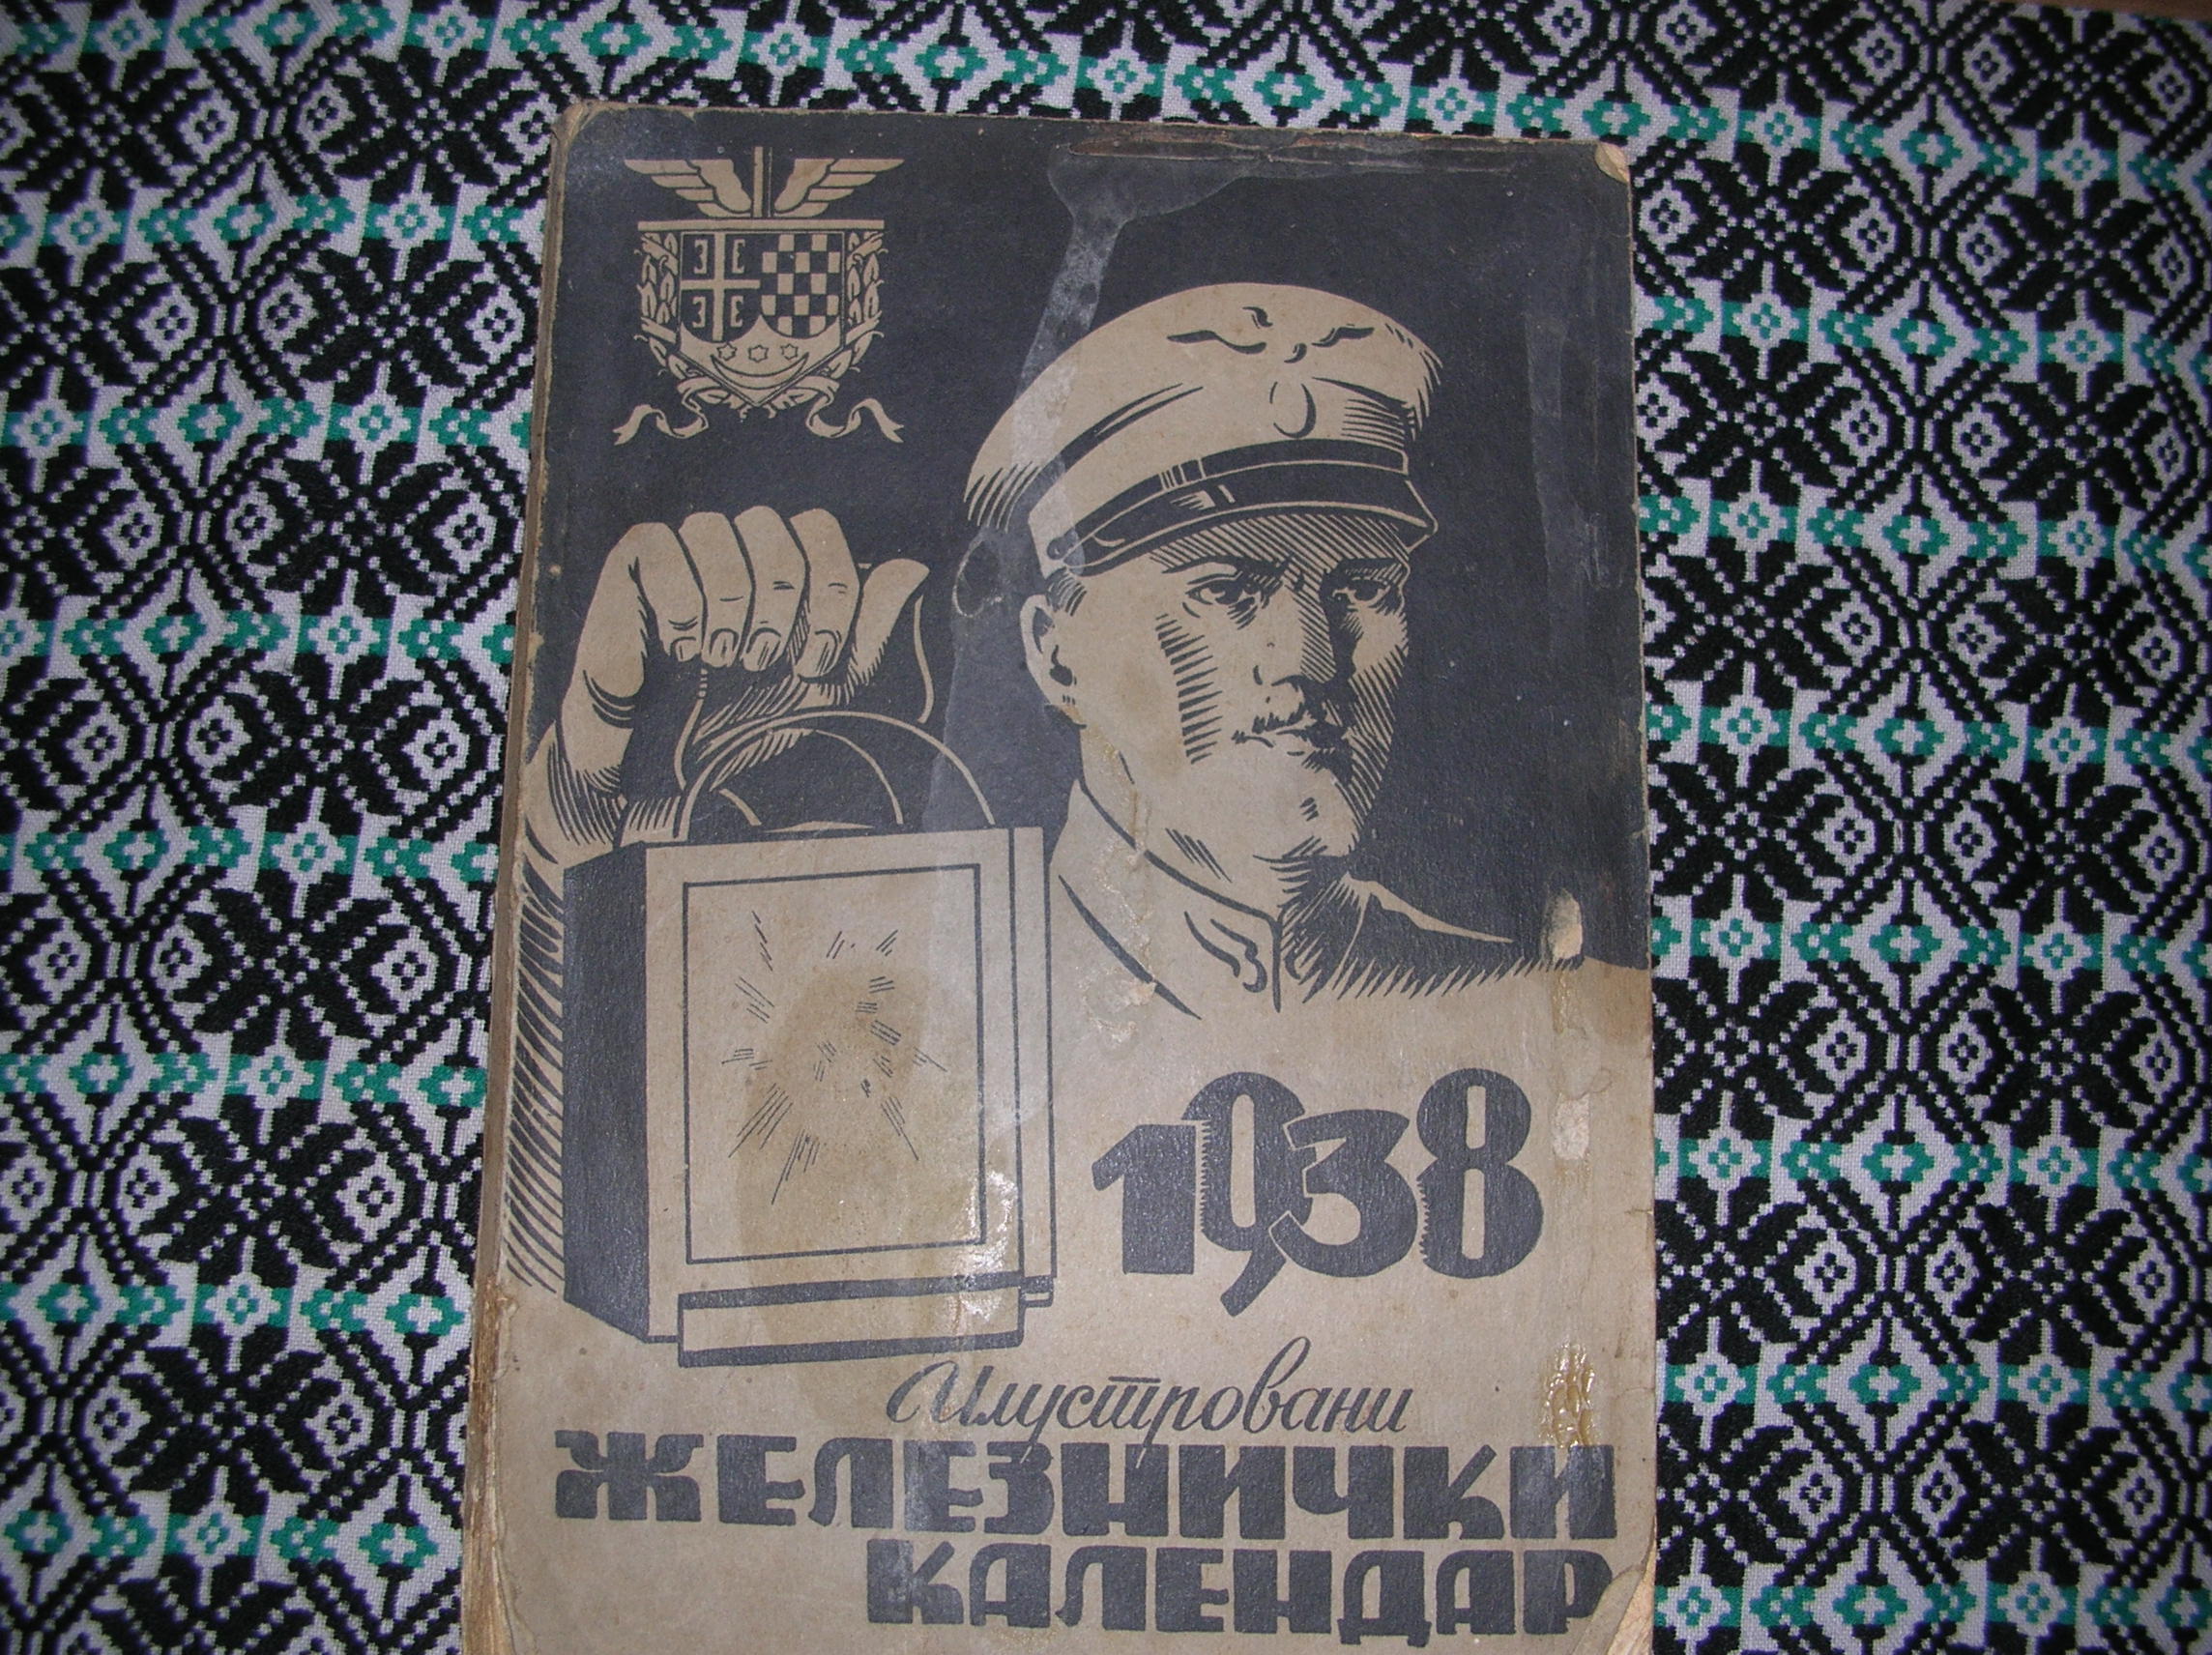 1938
Илустровани
ЖЕЛЕЗНИЧКИ
КАЛЕНДАР